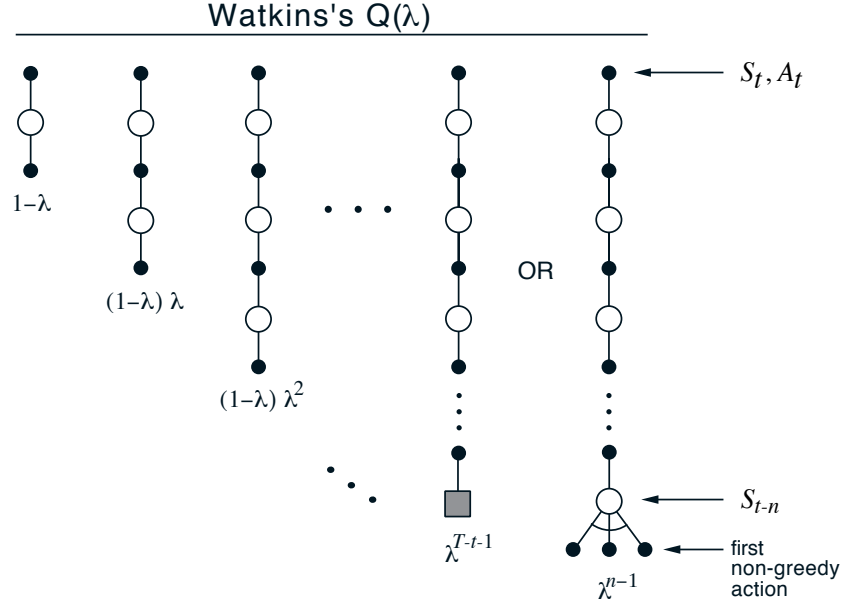 Watkins's Q(λ)
S_t, A_t
1−λ
(1−λ) λ
(1−λ) λ^2
OR
S_{t-n}
λ^{T-t-1}
λ^{n−1}
first
non-greedy
action